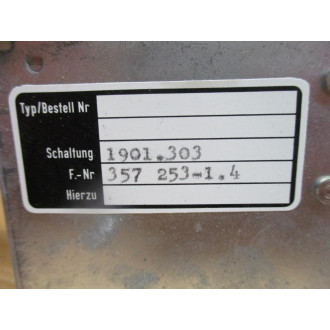 Typ/Bestell Nr
Schaltung 1901.303
F.-Nr 357 253-1.4
Hierzu